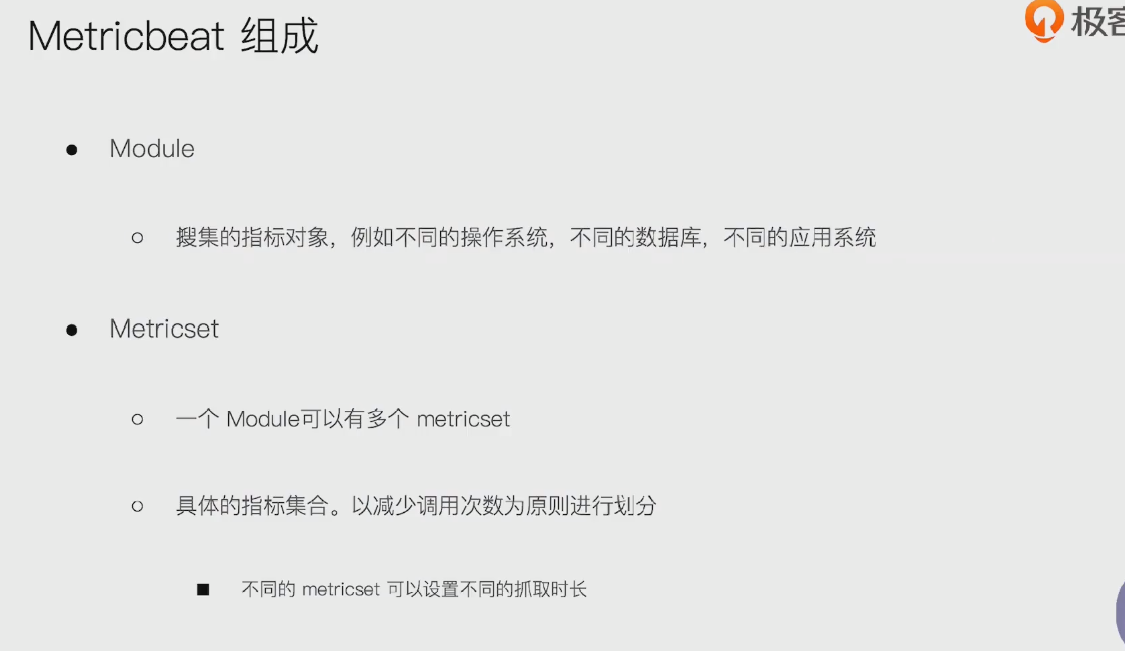 Metricbeat 组成
极客
Module
搜集的指标对象，例如不同的操作系统，不同的数据库，不同的应用系统
Metricset
一个 Module可以有多个 metricset
具体的指标集合。以减少调用次数为原则进行划分
不同的 metricset 可以设置不同的抓取时长